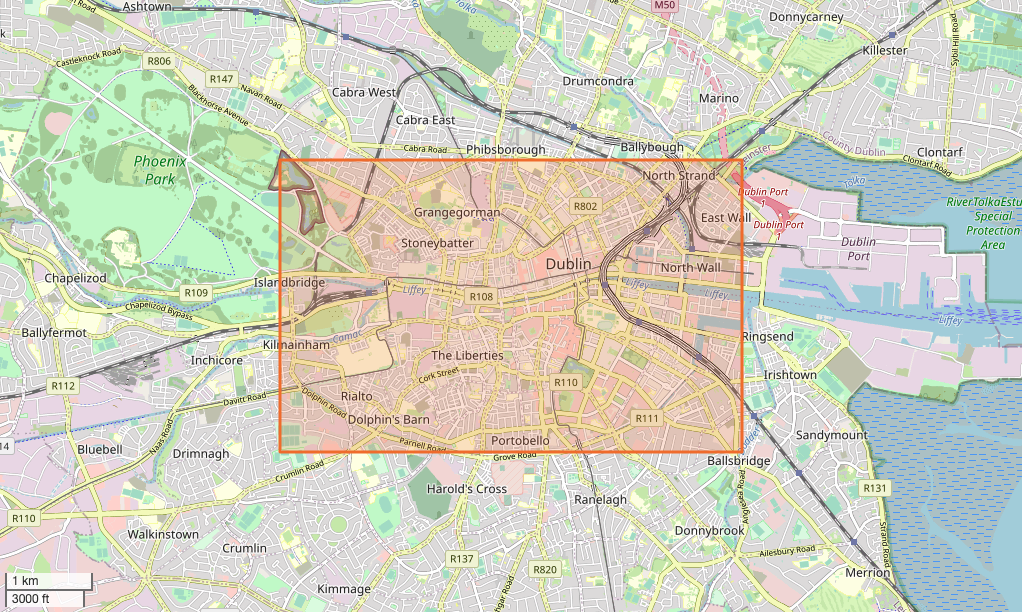 Ashtown
M50
Donnycarney
Killester
Castleknock Road
R806
R147
Navan Road
Blackhorse Avenue
Cabra West
Drumcondra
Marino
Cabra East
Cabra Road
Phibsborough
Ballybough
County Dublin
Clontarf
Clontarf Road
Phoenix
Park
North Strand
Tolka
Dublin Port
1
Dublin Port
Grangegorman
R802
East Wall
RiverTolkaEstu
Special
Protection
Area
Stoneybatter
Dublin
North Wall
Dublin
Port
Chapelizod
R109
Islandbridge
Liffey
R108
Liffey
Liffey
Liffey
Chapelizod Bypass
Ballyfermot
Kilmainham
Camac
Ringsend
Inchicore
The Liberties
Irishtown
R112
Cork Street
R110
Davitt Road
Rialto
Dolphin Road
Dolphin's Barn
R111
Naas Road
Sandymount
14
Bluebell
Drimnagh
Parnell Road
Portobello
Grove Road
Ballsbridge
Crumlin Road
Harold's Cross
Ranelagh
Anglesea Road
R131
R110
Walkinstown
Crumlin
Donnybrook
Ailesbury Road
Strand Road
R137
R820
Merrion
Kimmage
1 km
3000 ft